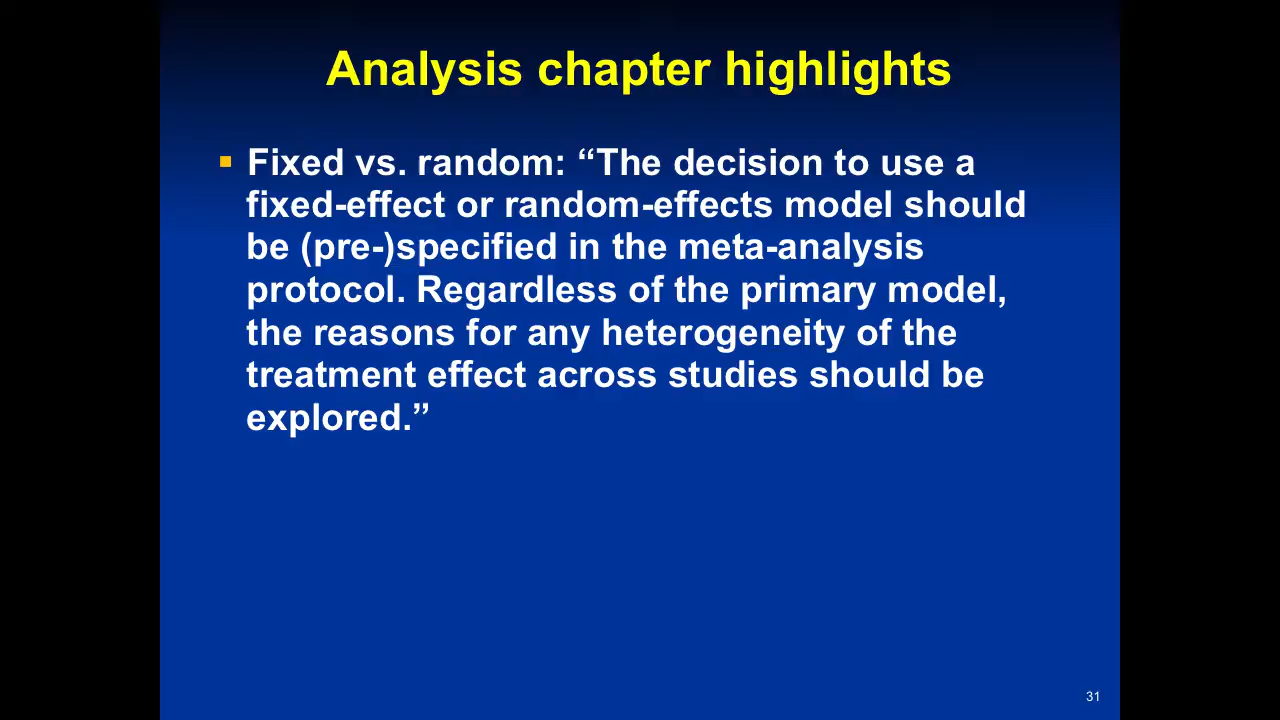 Analysis chapter highlights
Fixed vs. random: “The decision to use a
fixed-effect or random-effects model should
be (pre-)specified in the meta-analysis
protocol. Regardless of the primary model,
the reasons for any heterogeneity of the
treatment effect across studies should be
explored.”
31